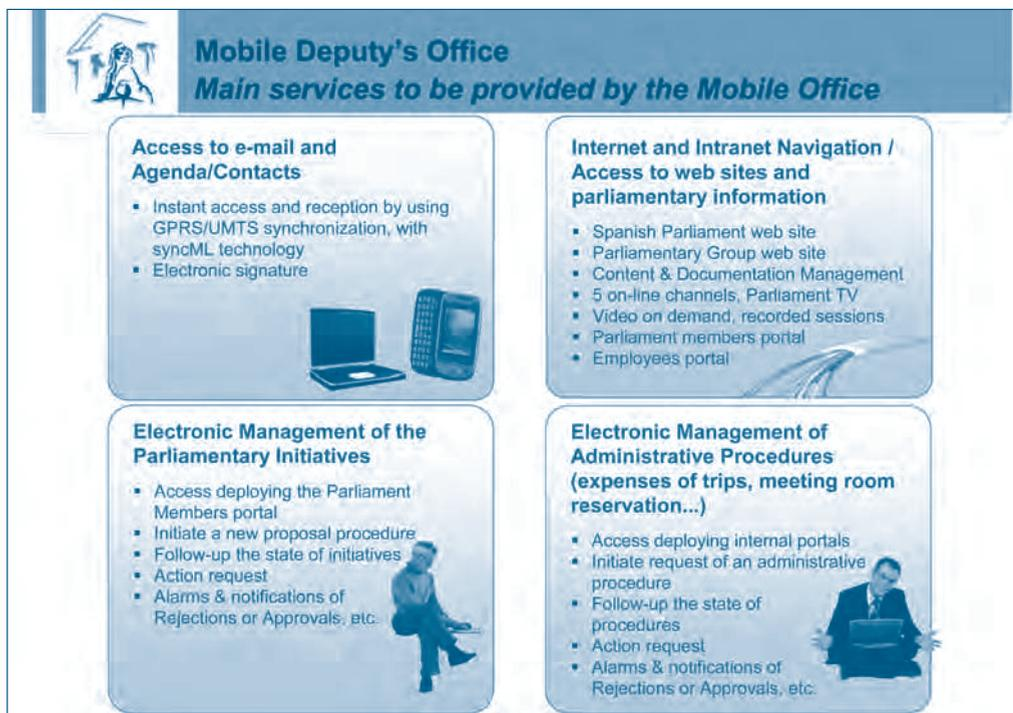 Mobile Deputy's Office
Main services to be provided by the Mobile Office
Access to e-mail and
Agenda/Contacts
▪ Instant access and reception by using
GPRS/UMTS synchronization, with
syncML technology
▪ Electronic signature
Internet and Intranet Navigation /
Access to web sites and
parliamentary information
▪ Spanish Parliament web site
▪ Parliamentary Group web site
▪ Content & Documentation Management
▪ 5 on-line channels, Parliament TV
▪ Video on demand, recorded sessions
▪ Parliament members portal
▪ Employees portal
Electronic Management of the
Parliamentary Initiatives
▪ Access deploying the Parliament
Members portal
▪ Initiate a new proposal procedure
▪ Follow-up the state of initiatives
▪ Action request
▪ Alarms & notifications of
Rejections or Approvals, etc.
Electronic Management of
Administrative Procedures
(expenses of trips, meeting room
reservation...)
▪ Access deploying internal portals
▪ Initiate request of an administrative
procedure
▪ Follow-up the state of
procedures
▪ Action request
▪ Alarms & notifications of
Rejections or Approvals, etc.